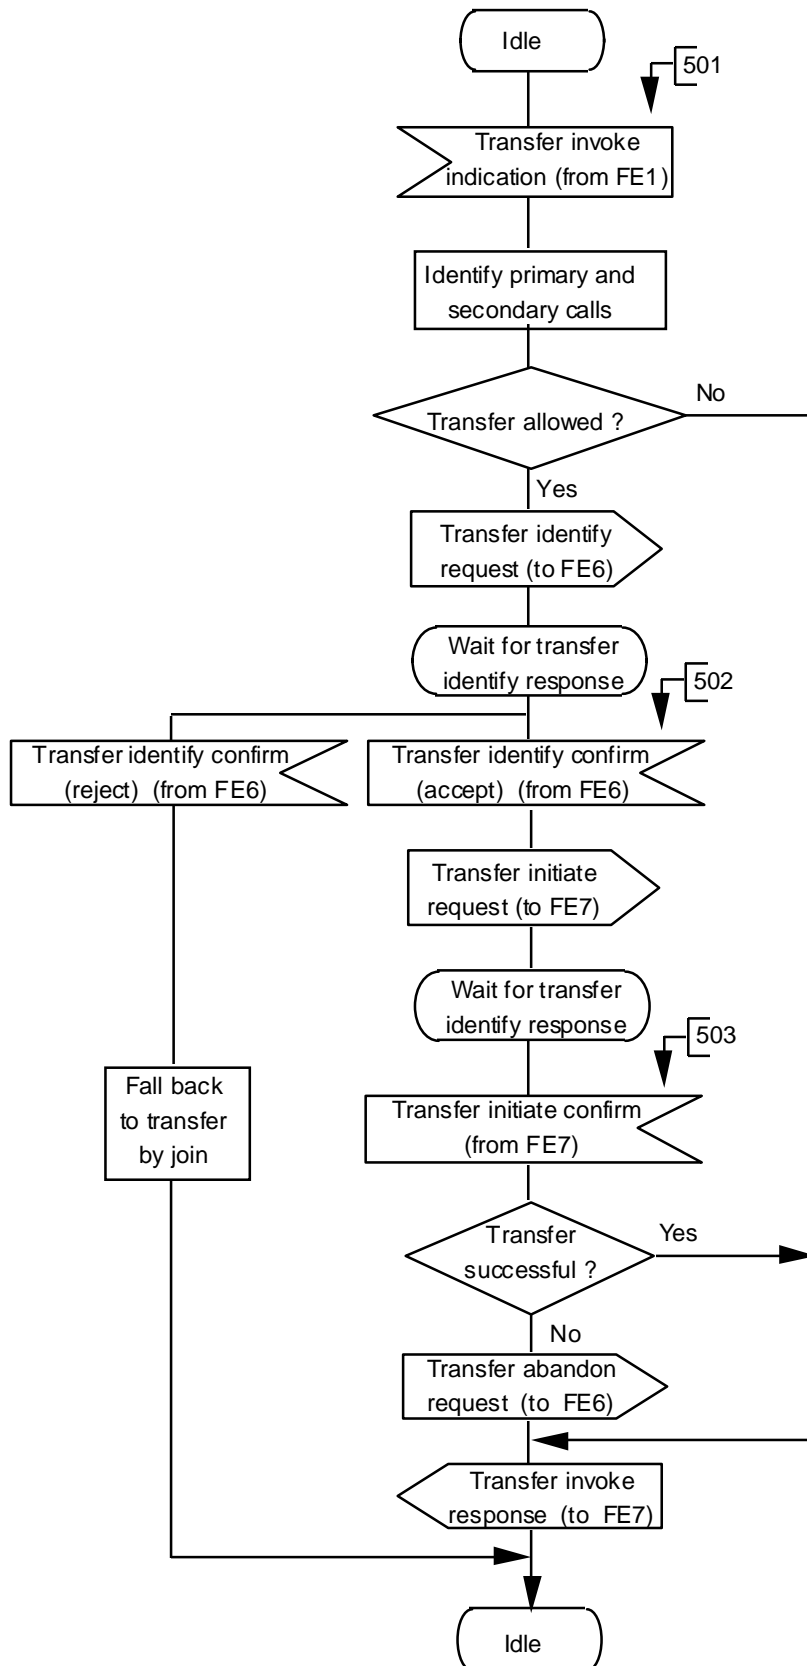 Idle
501
Transfer invoke
indication (from FE1)
Identify primary and
secondary calls
No
Transfer allowed ?
Yes
Transfer identify
request (to FE6)
Wait for transfer
identify response
502
Transfer identify confirm
(reject) (from FE6)
Transfer identify confirm
(accept) (from FE6)
Transfer initiate
request (to FE7)
Wait for transfer
identify response
503
Fall back
to transfer
by join
Transfer initiate confirm
(from FE7)
Transfer
successful ?
Yes
No
Transfer abandon
request (to FE6)
Transfer invoke
response (to FE7)
Idle